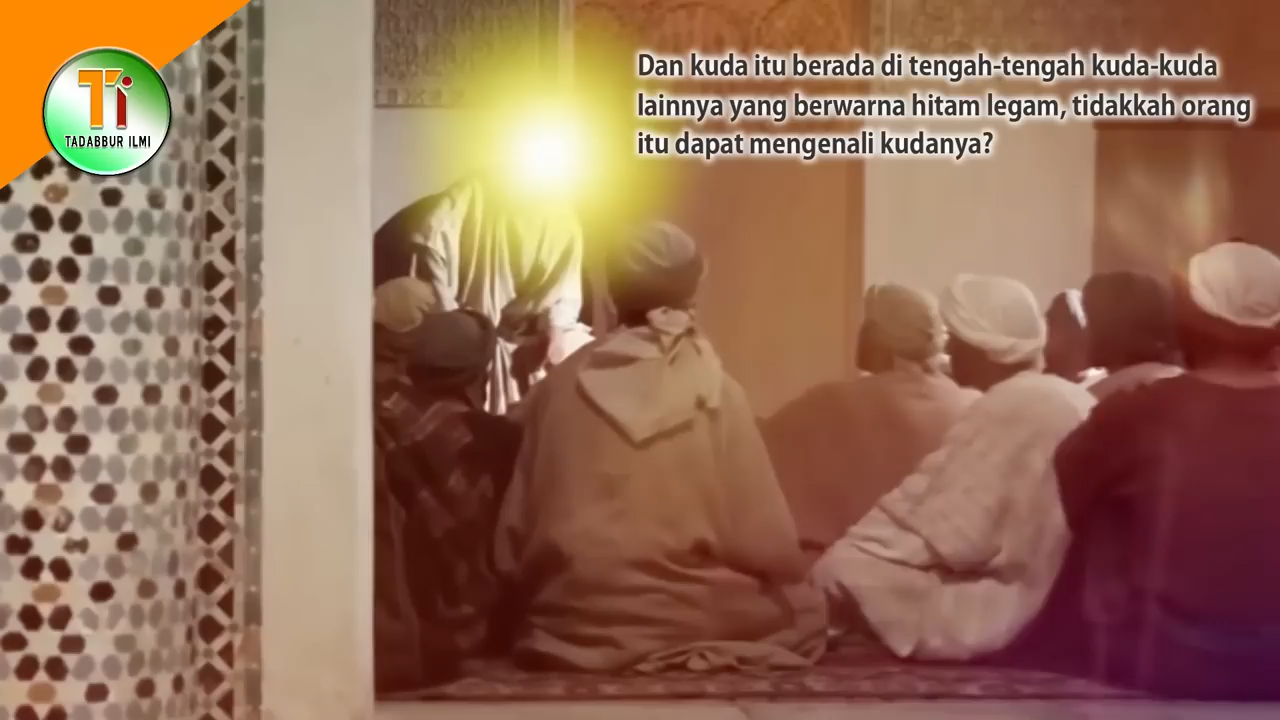 Ti
TADABBUR ILMI
Dan kuda itu berada di tengah-tengah kuda-kuda
lainnya yang berwarna hitam legam, tidakkah orang
itu dapat mengenali kudanya?